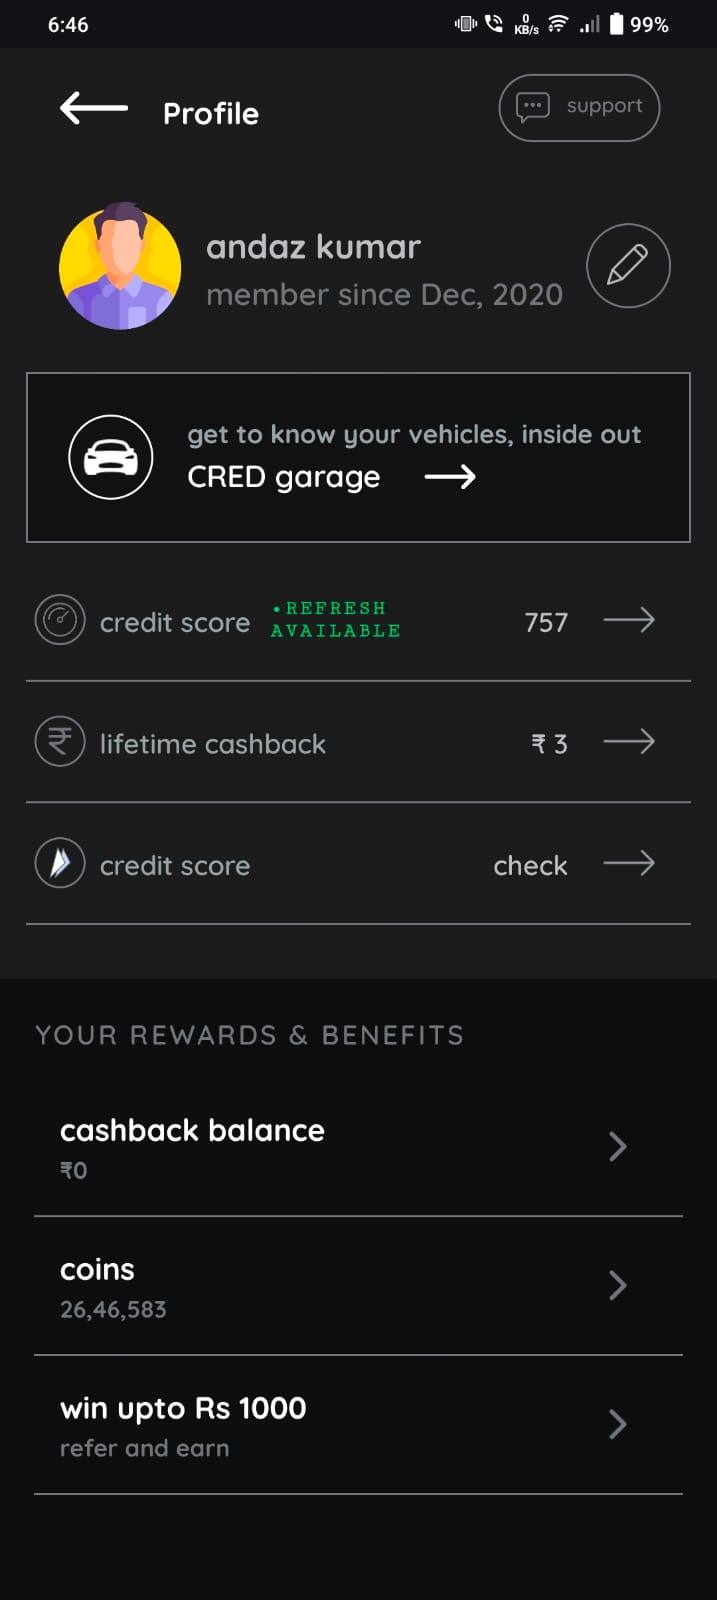 6:46
0
KB/s
99%
Profile
support
andaz kumar
member since Dec, 2020
get to know your vehicles, inside out
CRED garage
credit score
•REFRESH
AVAILABLE
757
lifetime cashback
₹ 3
credit score
check
YOUR REWARDS & BENEFITS
cashback balance
₹0
coins
26,46,583
win upto Rs 1000
refer and earn